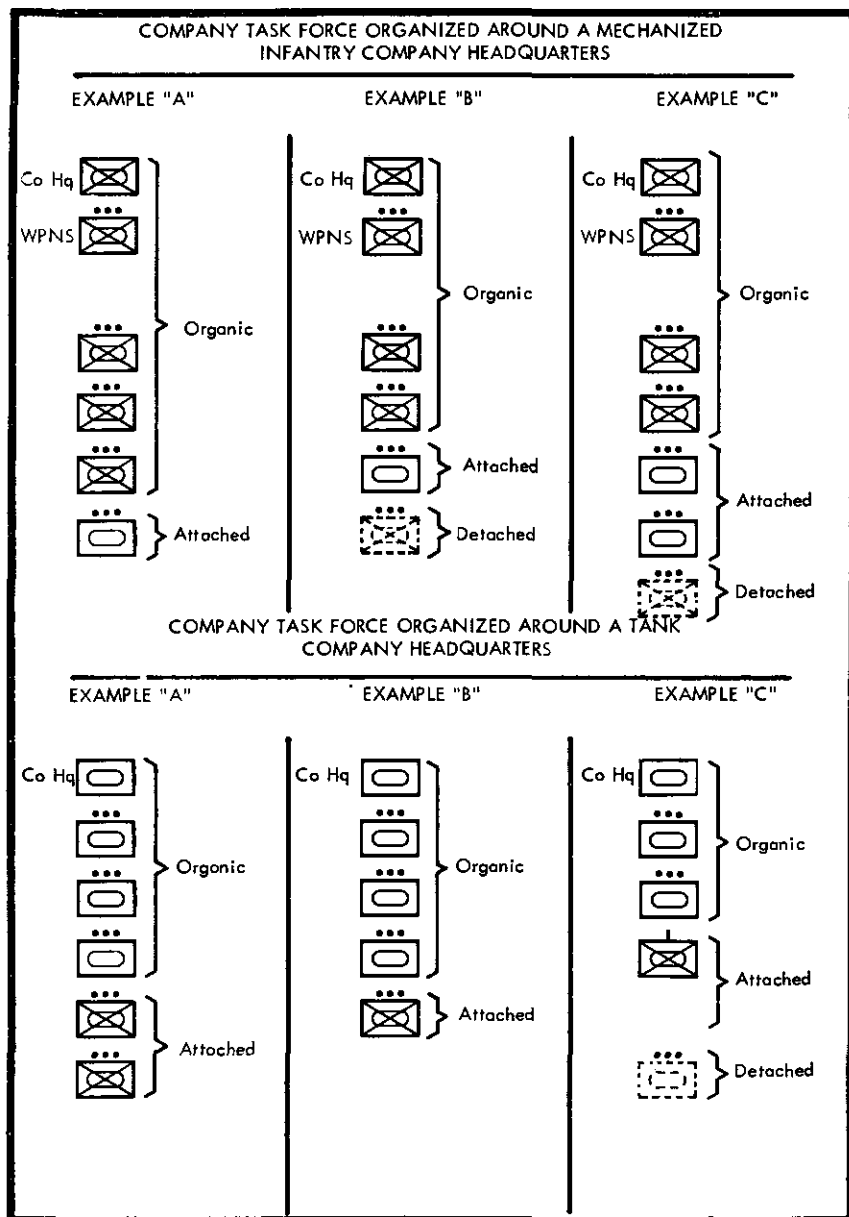 COMPANY TASK FORCE ORGANIZED AROUND A MECHANIZED
INFANTRY COMPANY HEADQUARTERS
EXAMPLE "A"
EXAMPLE "B"
EXAMPLE "C"
Co Hq
WPNS
Organic
Attached
Co Hq
WPNS
Organic
Attached
Detached
Co Hq
WPNS
Organic
Attached
Detached
COMPANY TASK FORCE ORGANIZED AROUND A TANK
COMPANY HEADQUARTERS
EXAMPLE "A"
EXAMPLE "B"
EXAMPLE "C"
Co Hq
Organic
Attached
Co Hq
Organic
Attached
Co Hq
Organic
Attached
Detached